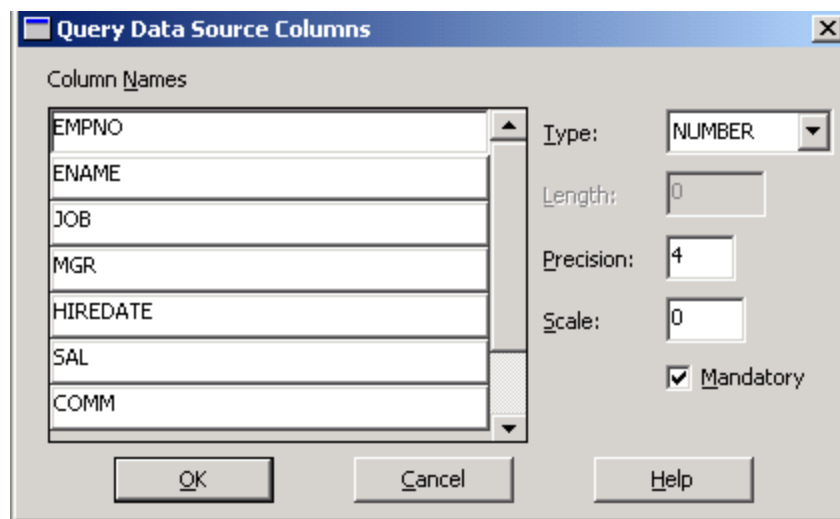 Query Data Source Columns
Column Names
EMPNO
ENAME
JOB
MGR
HIREDATE
SAL
COMM
Type: NUMBER
Length: 0
Precision: 4
Scale: 0
Mandatory
OK Cancel Help